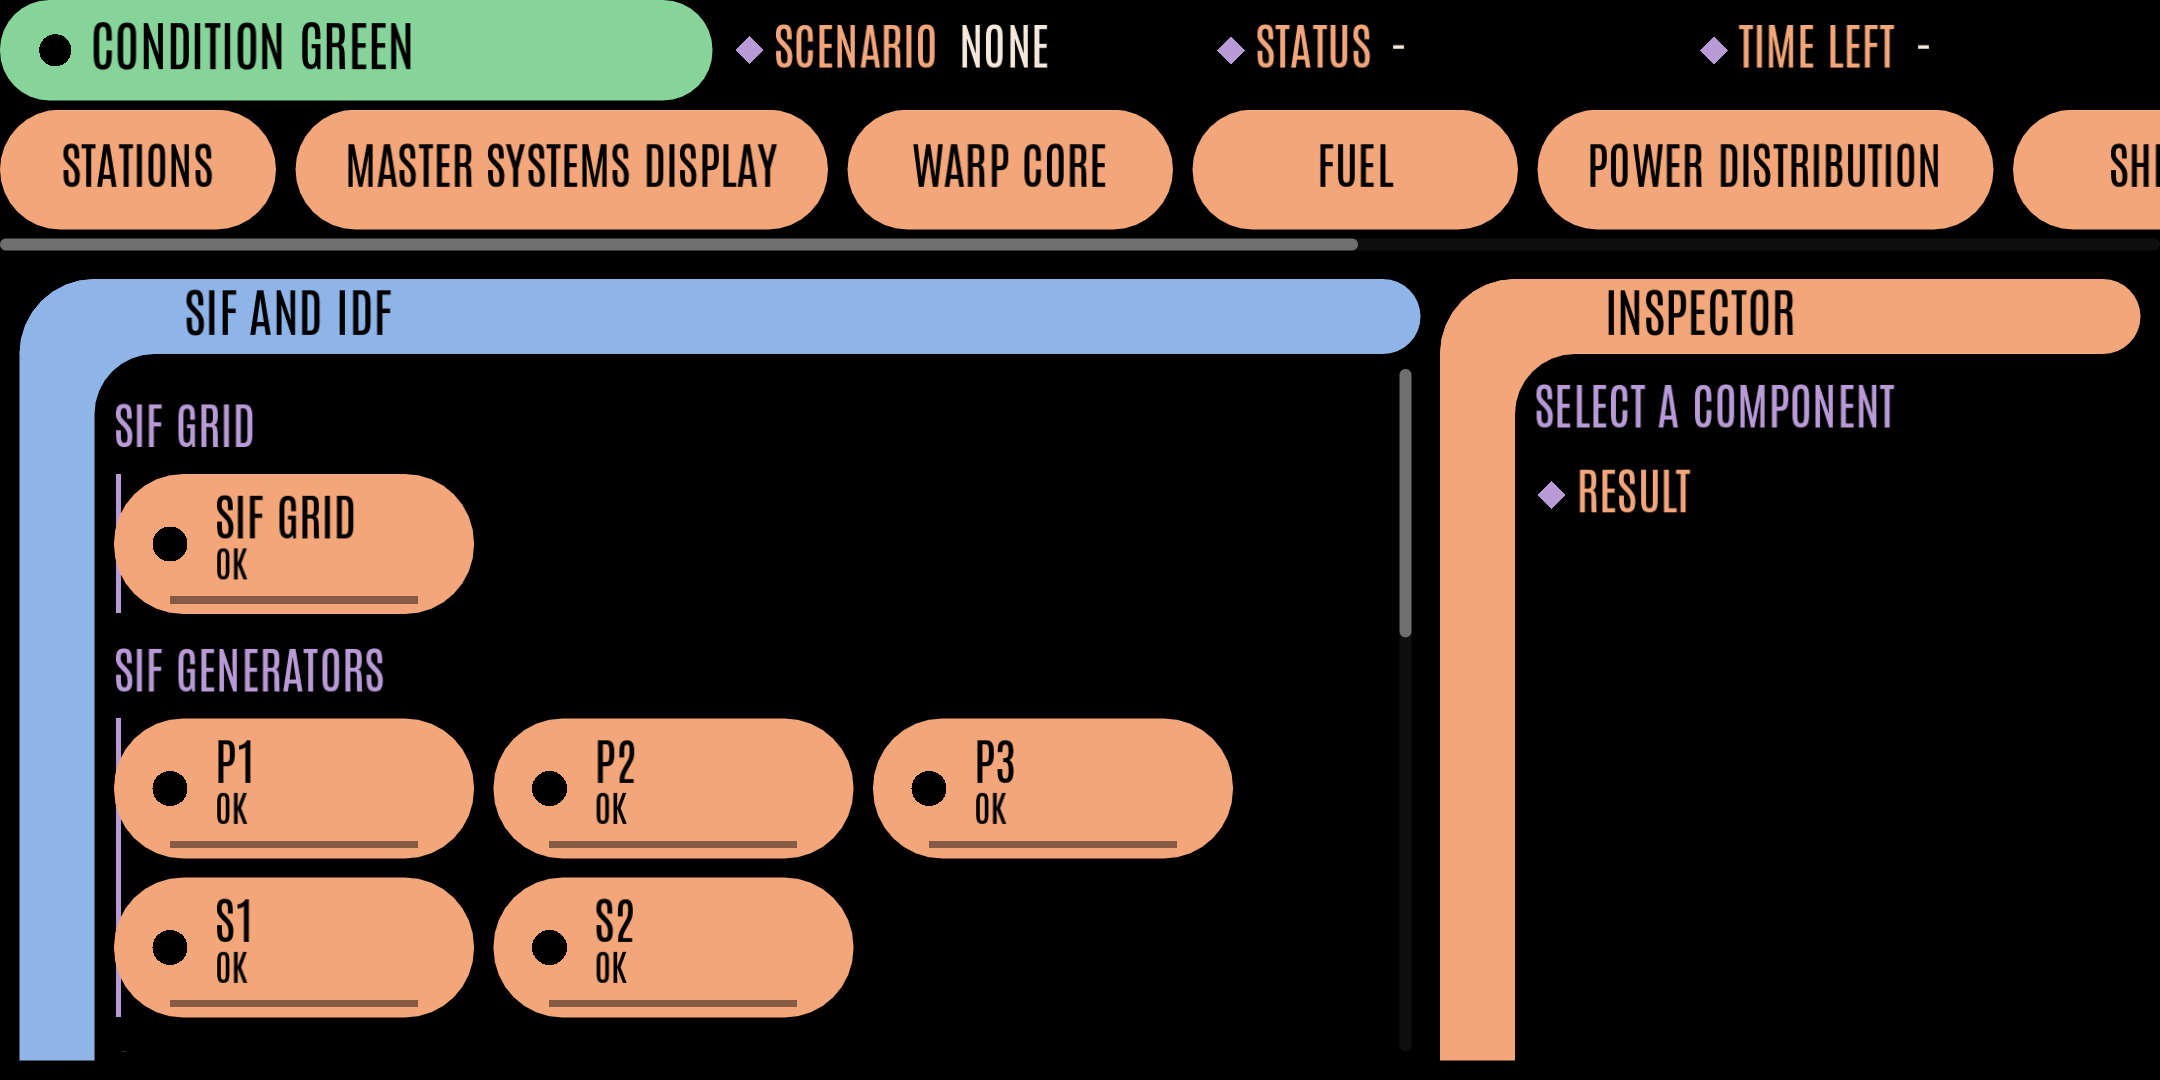 CONDITION GREEN
SCENARIO NONE
STATUS -
TIME LEFT -
STATIONS
MASTER SYSTEMS DISPLAY
WARP CORE
FUEL
POWER DISTRIBUTION
SIF AND IDF
INSPECTOR
SIF GRID
SIF GRID
OK
SIF GENERATORS
P1
OK
P2
OK
P3
OK
S1
OK
S2
OK
SELECT A COMPONENT
RESULT